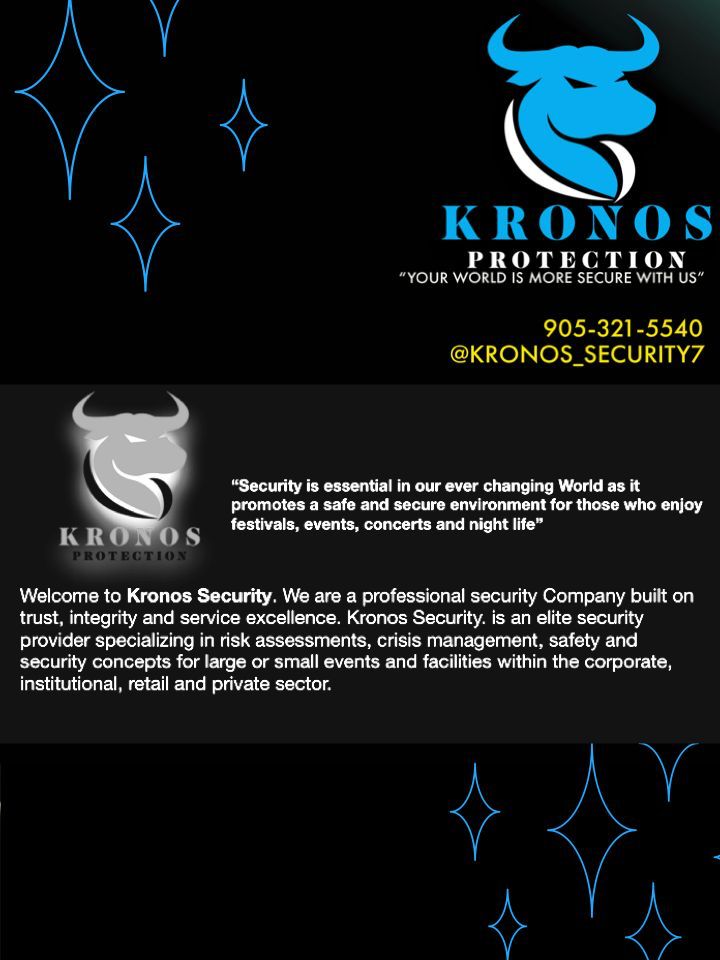 KRONOS
PROTECTION
“YOUR WORLD IS MORE SECURE WITH US”
905-321-5540
@KRONOS_SECURITY7
KRONOS
PROTECTION
“Security is essential in our ever changing World as it
promotes a safe and secure environment for those who enjoy
festivals, events, concerts and night life”
Welcome to Kronos Security. We are a professional security Company built on
trust, integrity and service excellence. Kronos Security. is an elite security
provider specializing in risk assessments, crisis management, safety and
security concepts for large or small events and facilities within the corporate,
institutional, retail and private sector.